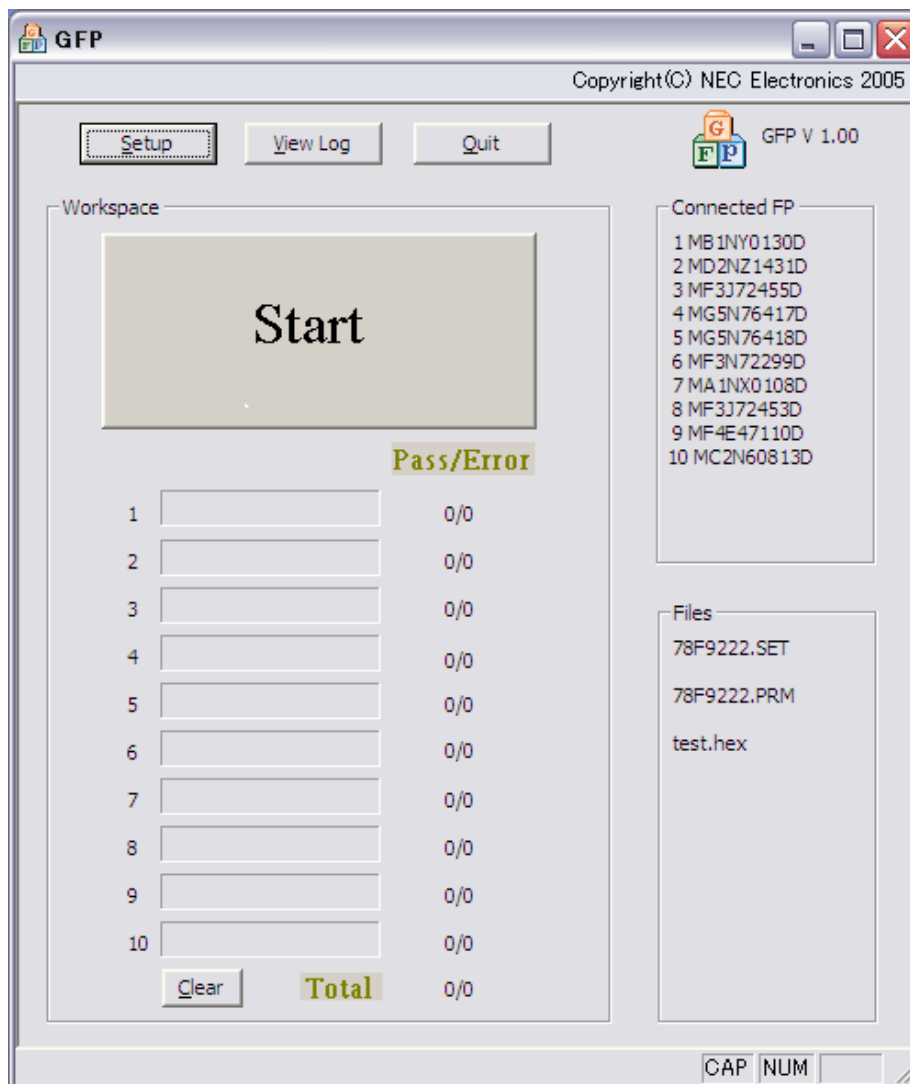 GFP
Copyright(C) NEC Electronics 2005
Setup View Log Quit
G
F P
GFP V 1.00
Workspace
Start
Pass/Error
1 0/0
2 0/0
3 0/0
4 0/0
5 0/0
6 0/0
7 0/0
8 0/0
9 0/0
10 0/0
Clear Total 0/0
Connected FP
1 MB1NY0130D
2 MD2NZ1431D
3 MF3J72455D
4 MG5N76417D
5 MG5N76418D
6 MF3N72299D
7 MA1NX0108D
8 MF3J72453D
9 MF4E47110D
10 MC2N60813D
Files
78F9222.SET
78F9222.PRM
test.hex
CAP NUM